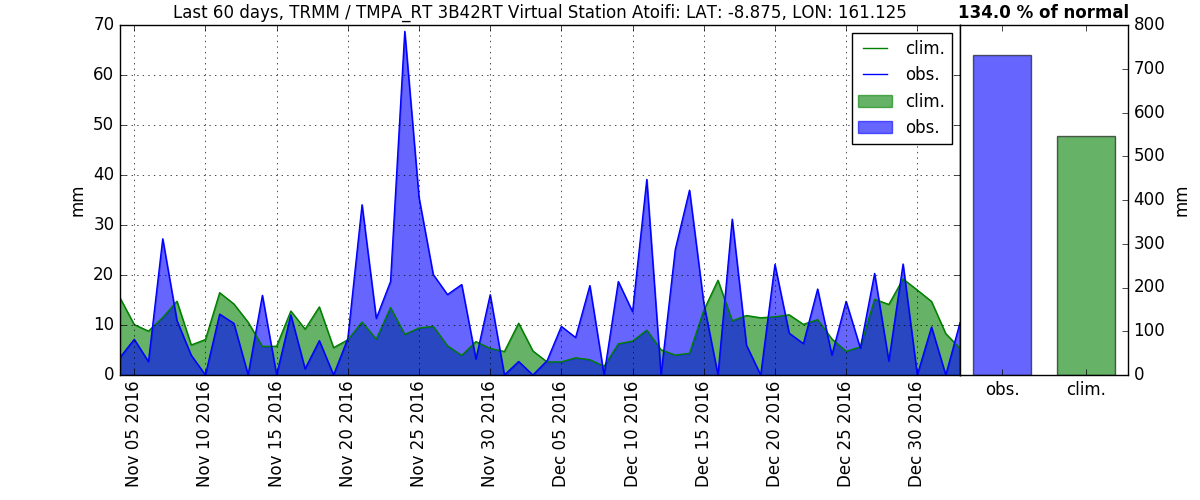 Last 60 days, TRMM / TMPA_RT 3B42RT Virtual Station Atoifi: LAT: -8.875, LON: 161.125
134.0 % of normal
70
60
50
40
30
20
10
0
mm
clim.
obs.
clim.
obs.
Nov 05 2016
Nov 10 2016
Nov 15 2016
Nov 20 2016
Nov 25 2016
Nov 30 2016
Dec 05 2016
Dec 10 2016
Dec 15 2016
Dec 20 2016
Dec 25 2016
Dec 30 2016
800
700
600
500
400
300
200
100
0
mm
obs.
clim.